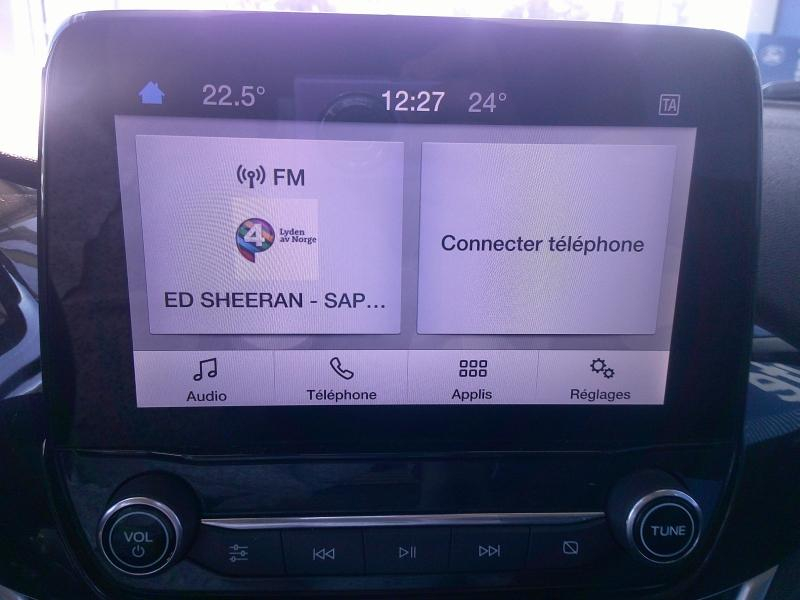 22.5° 12:27 24° TA
FM
4 Lyden
av Norge
ED SHEERAN - SAP...
Connecter téléphone
Audio Téléphone Applis Réglages
VOL
TUNE